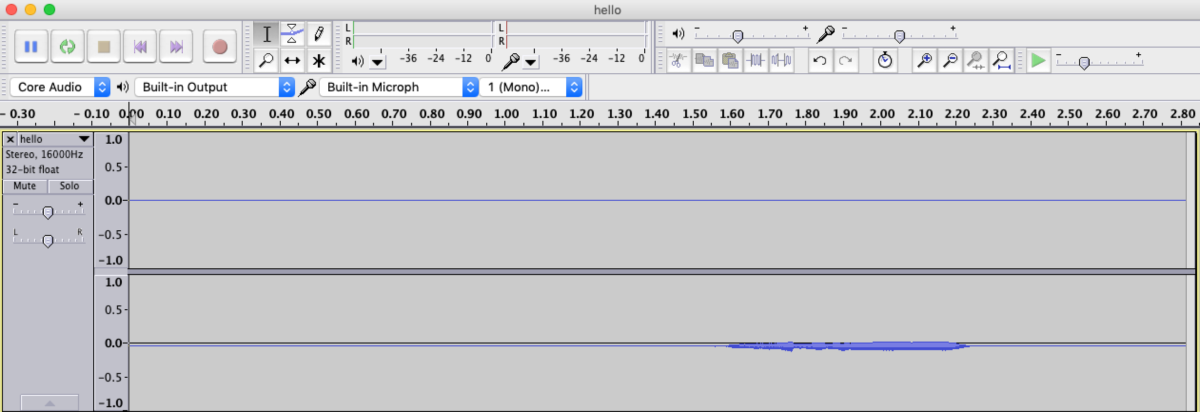 hello
L
R
-36 -24 -12 0
L
R
-36 -24 -12 0
- + - +
- +
Core Audio Built-in Output Built-in Microph 1 (Mono)...
- 0.30 - 0.10 0.00 0.10 0.20 0.30 0.40 0.50 0.60 0.70 0.80 0.90 1.00 1.10 1.20 1.30 1.40 1.50 1.60 1.70 1.80 1.90 2.00 2.10 2.20 2.30 2.40 2.50 2.60 2.70 2.80
hello
Stereo, 16000Hz
32-bit float
Mute Solo
- +
L R
1.0
0.5-
0.0-
-0.5-
-1.0
1.0
0.5-
0.0-
-0.5-
-1.0